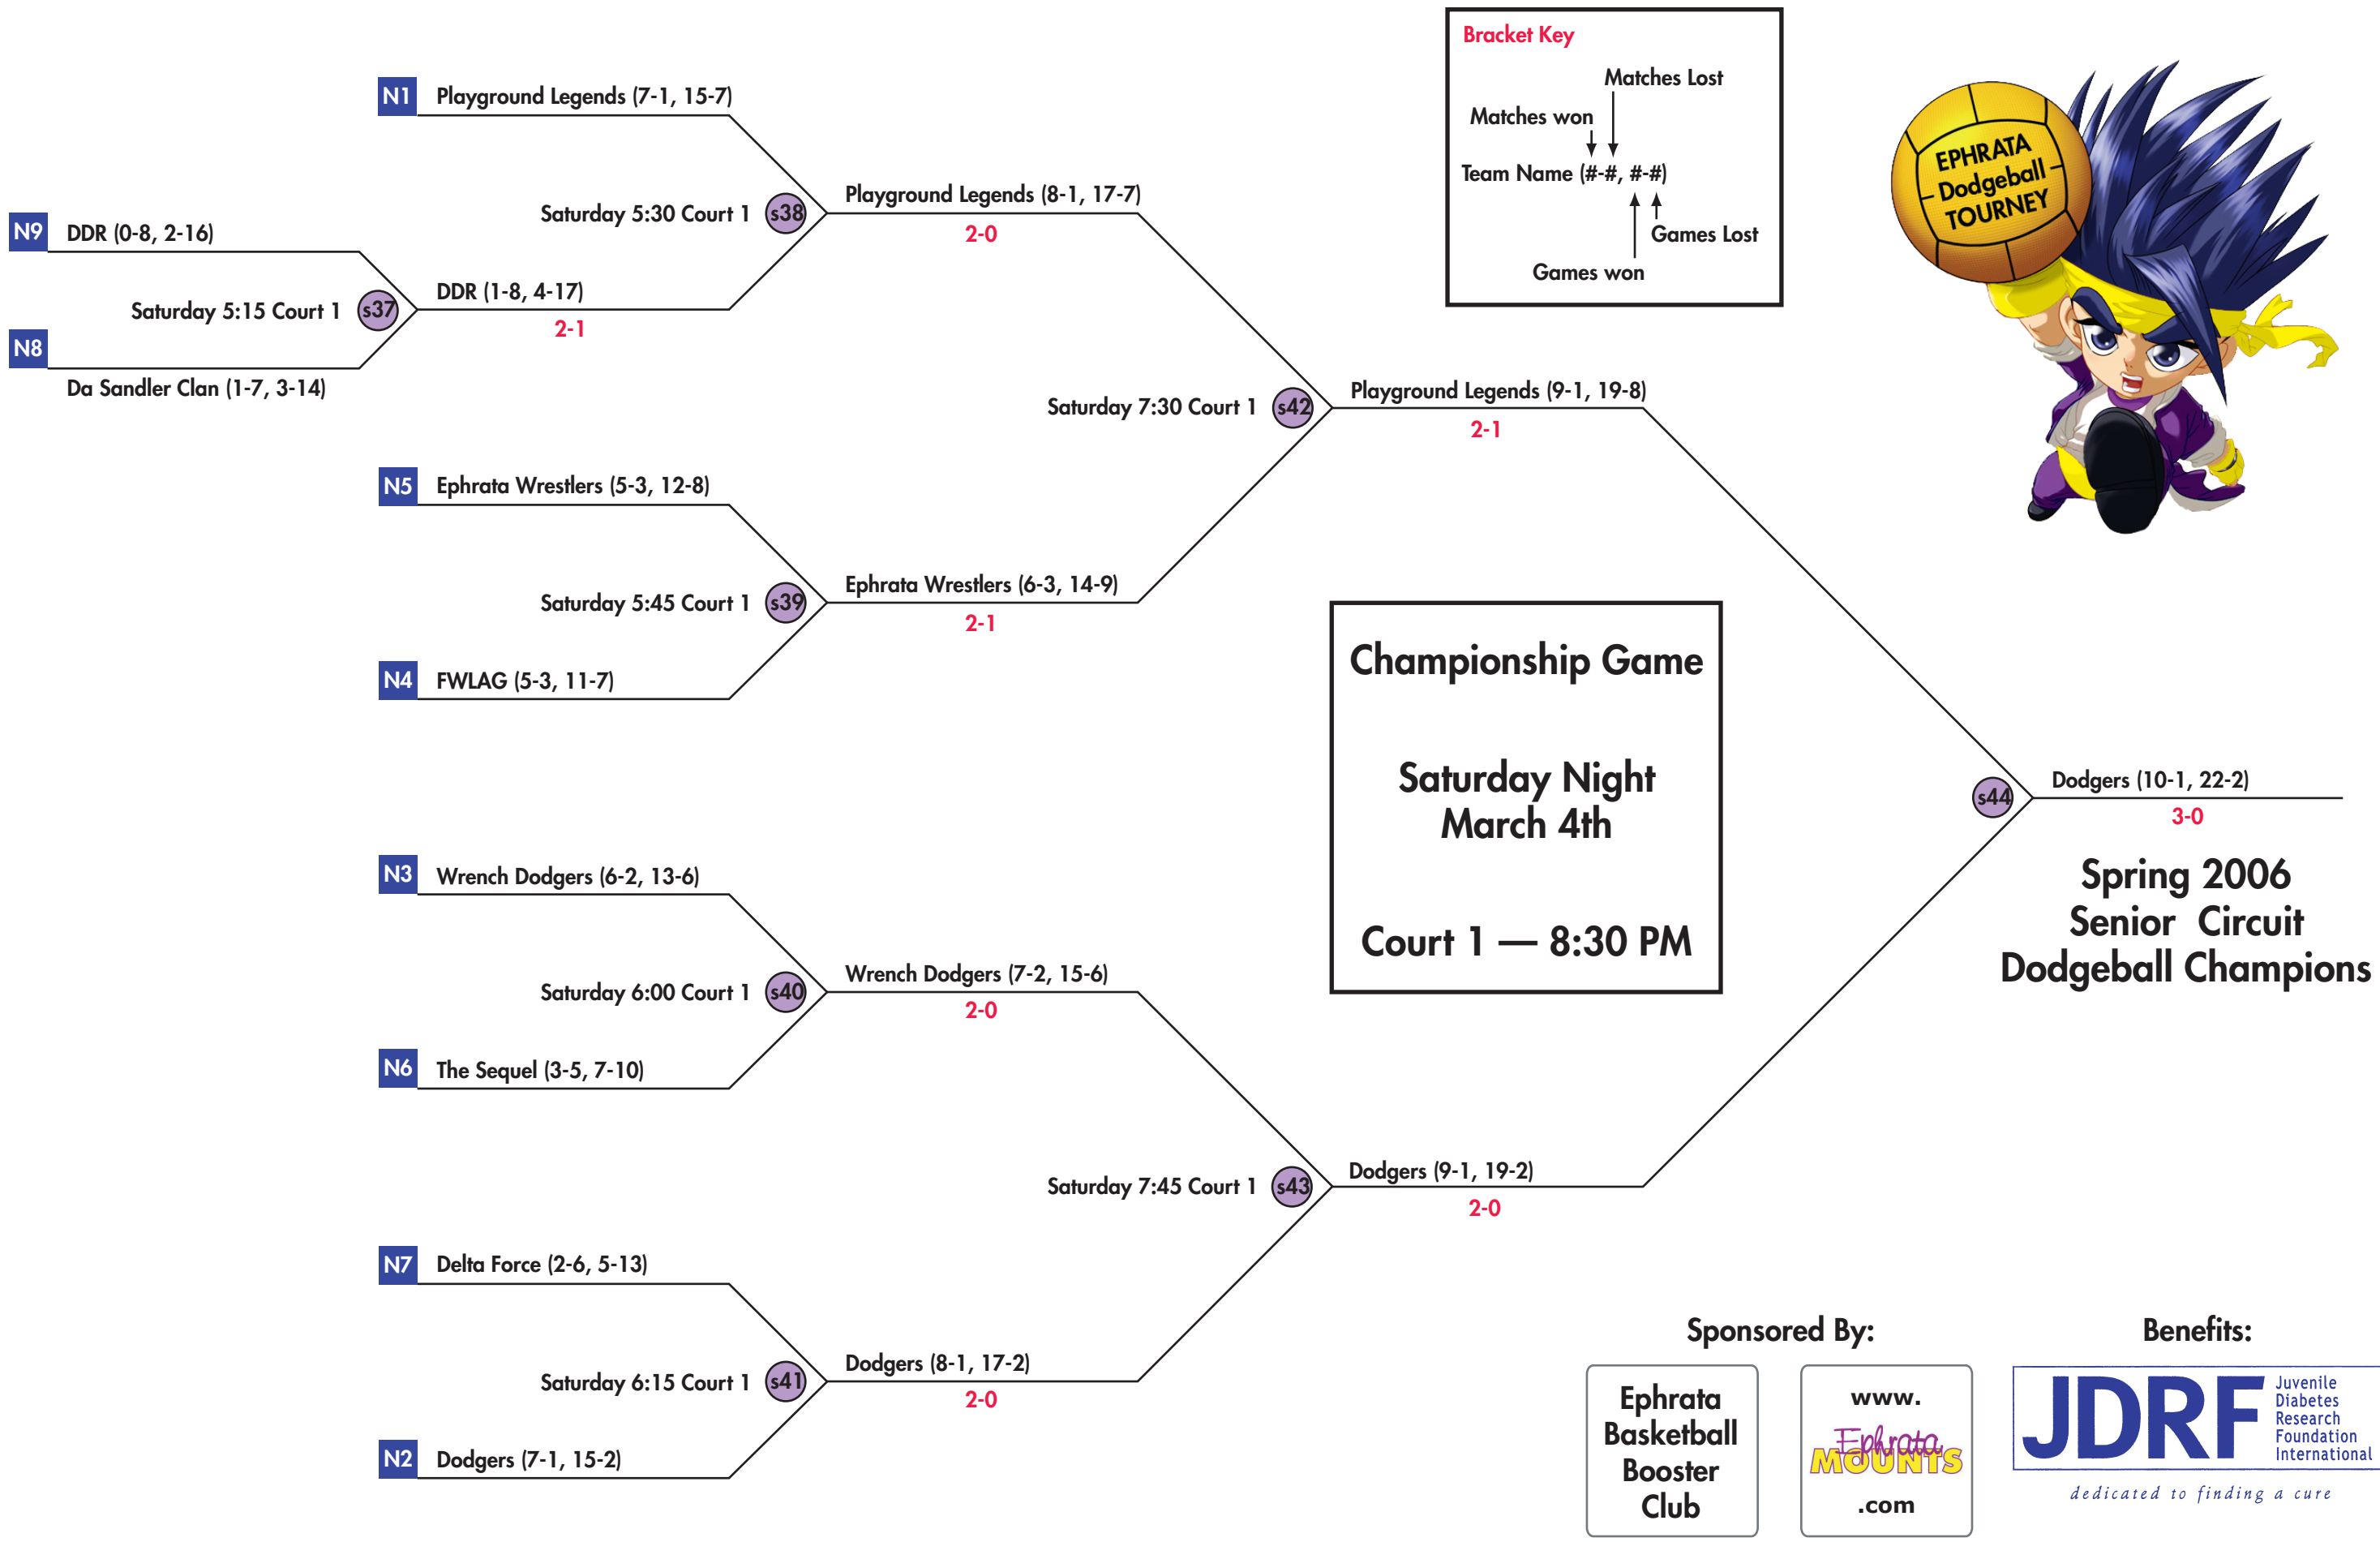 Bracket Key
Matches Lost
Matches won
Team Name (#-#, #-#)
Games Lost
Games won
EPHRATA
Dodgeball
TOURNEY
N1 Playground Legends (7-1, 15-7)
Saturday 5:30 Court 1 s38
Playground Legends (8-1, 17-7)
2-0
N9 DDR (0-8, 2-16)
Saturday 5:15 Court 1 s37
DDR (1-8, 4-17)
2-1
N8
Da Sandler Clan (1-7, 3-14)
Saturday 7:30 Court 1 s42
Playground Legends (9-1, 19-8)
2-1
N5 Ephrata Wrestlers (5-3, 12-8)
Saturday 5:45 Court 1 s39
Ephrata Wrestlers (6-3, 14-9)
2-1
N4 FWLAG (5-3, 11-7)
Championship Game
Saturday Night
March 4th
Court 1 — 8:30 PM
s44
Dodgers (10-1, 22-2)
3-0
Spring 2006
Senior Circuit
Dodgeball Champions
N3 Wrench Dodgers (6-2, 13-6)
Saturday 6:00 Court 1 s40
Wrench Dodgers (7-2, 15-6)
2-0
N6 The Sequel (3-5, 7-10)
Saturday 7:45 Court 1 s43
Dodgers (9-1, 19-2)
2-0
N7 Delta Force (2-6, 5-13)
Saturday 6:15 Court 1 s41
Dodgers (8-1, 17-2)
2-0
N2 Dodgers (7-1, 15-2)
Sponsored By:
Ephrata
Basketball
Booster
Club
www.
Ephrata
MOUNTS
.com
Benefits:
JDRF
Juvenile
Diabetes
Research
Foundation
International
dedicated to finding a cure